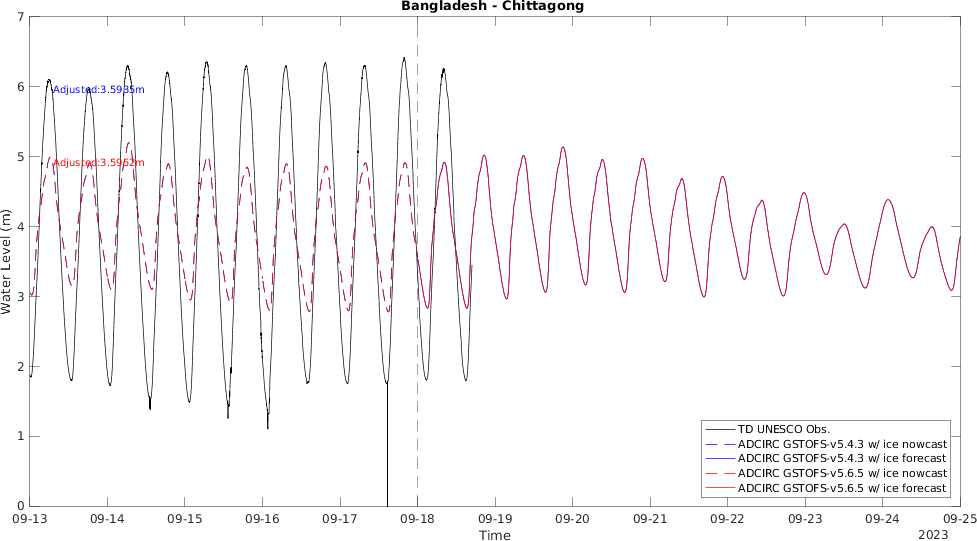 Bangladesh - Chittagong
Water Level (m)
7
6
5
4
3
2
1
0
Adjusted:3.5935m
Adjusted:3.5952m
TD UNESCO Obs.
ADCIRC GSTOFS-v5.4.3 w/ ice nowcast
ADCIRC GSTOFS-v5.4.3 w/ ice forecast
ADCIRC GSTOFS-v5.6.5 w/ ice nowcast
ADCIRC GSTOFS-v5.6.5 w/ ice forecast
09-13 09-14 09-15 09-16 09-17 09-18 09-19 09-20 09-21 09-22 09-23 09-24 09-25
Time
2023